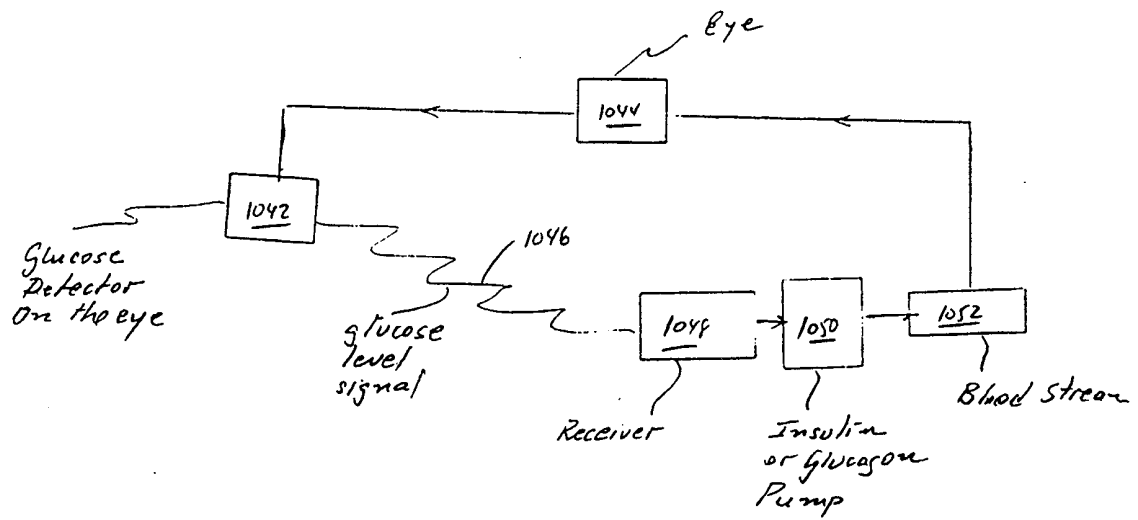 Eye
1044
1042
1046
Glucose
Detector
On the eye
glucose
level
signal
1048
1050
1052
Receiver
Insulin
or Glucagon
Pump
Blood Stream